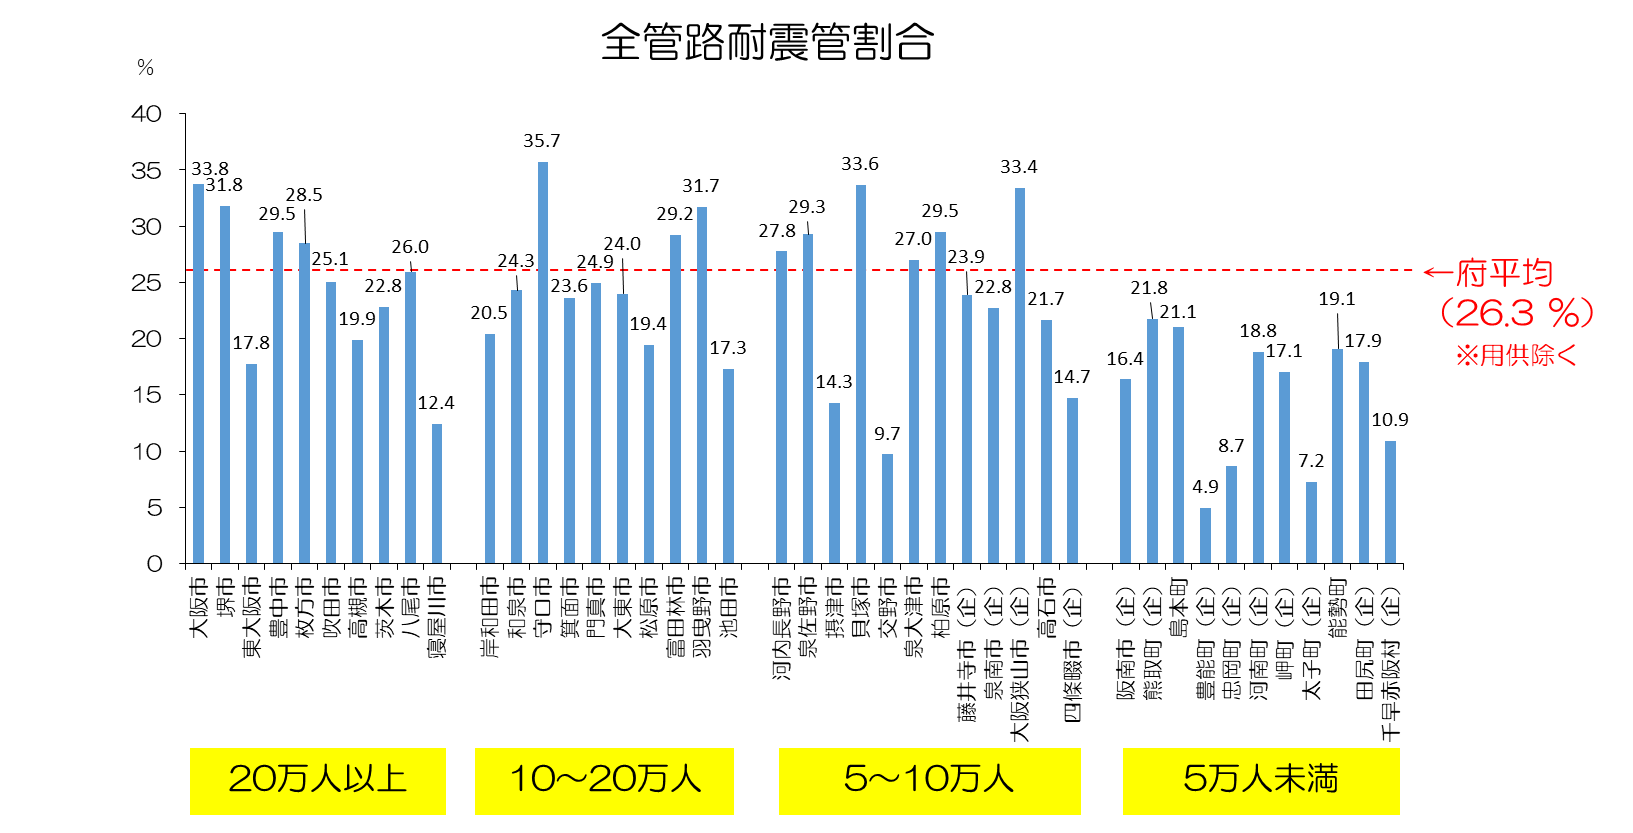 全管路耐震管割合
%
40
35
30
25
20
15
10
5
0
33.8
31.8
17.8
29.5
28.5
25.1
19.9
22.8
26.0
12.4
20.5
24.3
35.7
23.6
24.9
24.0
19.4
29.2
31.7
17.3
27.8
29.3
14.3
33.6
9.7
27.0
29.5
23.9
22.8
33.4
21.7
14.7
16.4
21.8
21.1
4.9
8.7
18.8
17.1
7.2
19.1
17.9
10.9
←府平均
（26.3 %）
※用供除く
大阪市
堺市
東大阪市
豊中市
枚方市
吹田市
高槻市
茨木市
八尾市
寝屋川市
岸和田市
和泉市
守口市
箕面市
門真市
大東市
松原市
富田林市
羽曳野市
池田市
河内長野市
泉佐野市
摂津市
貝塚市
交野市
泉大津市
柏原市
藤井寺市（企）
泉南市（企）
大阪狭山市（企）
高石市
四條畷市（企）
阪南市（企）
熊取町（企）
島本町
豊能町（企）
忠岡町（企）
河南町（企）
岬町（企）
太子町（企）
能勢町
田尻町（企）
千早赤阪村（企）
20万人以上
10～20万人
5～10万人
5万人未満